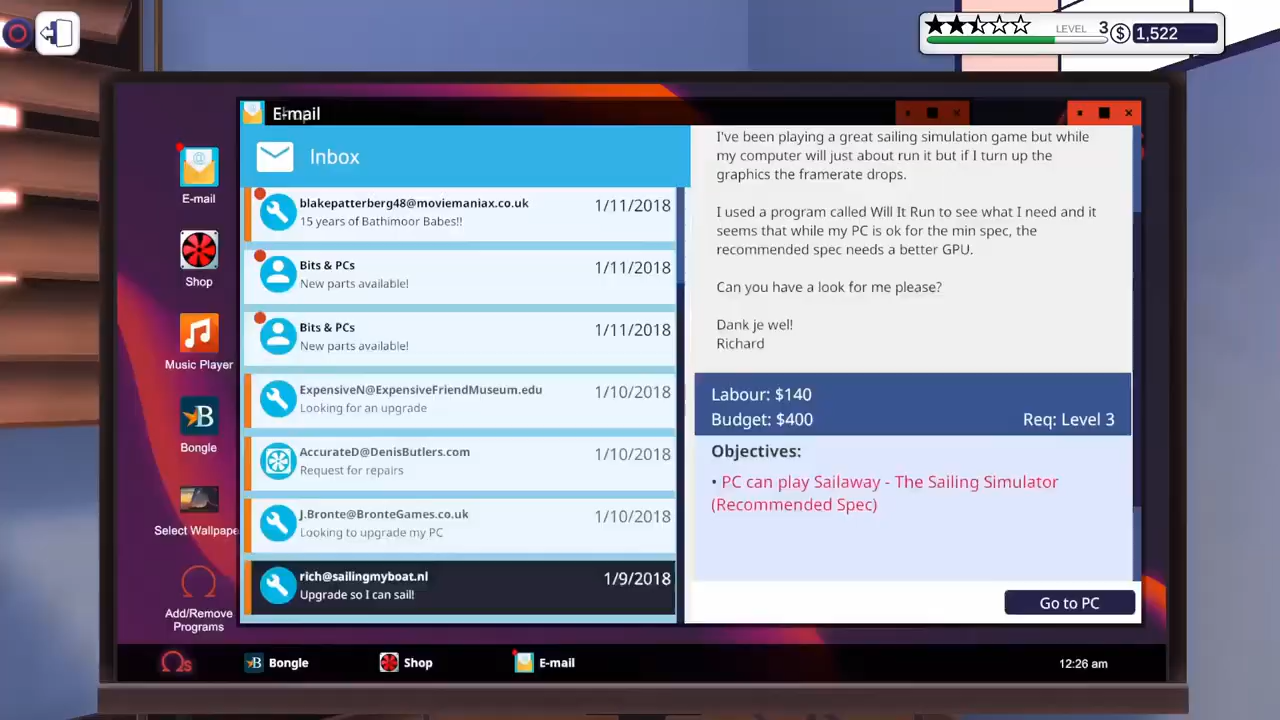 LEVEL 3
$ 1,522
E-mail
Inbox
I've been playing a great sailing simulation game but while
my computer will just about run it but if I turn up the
graphics the framerate drops.
I used a program called Will It Run to see what I need and it
seems that while my PC is ok for the min spec, the
recommended spec needs a better GPU.
Can you have a look for me please?
Dank je wel!
Richard
Labour: $140
Budget: $400
Req: Level 3
Objectives:
• PC can play Sailaway - The Sailing Simulator
(Recommended Spec)
Go to PC
blakepatterberg48@moviemaniax.co.uk
1/11/2018
15 years of Bathimoor Babes!!
Bits & PCs
1/11/2018
New parts available!
Bits & PCs
1/11/2018
New parts available!
ExpensiveN@ExpensiveFriendMuseum.edu
1/10/2018
Looking for an upgrade
AccurateD@DenisButlers.com
1/10/2018
Request for repairs
J.Bronte@BronteGames.co.uk
1/10/2018
Looking to upgrade my PC
rich@sailingmyboat.nl
1/9/2018
Upgrade so I can sail!
E-mail
Shop
Music Player
Bongle
Select Wallpape
Add/Remove
Programs
Ωs
Bongle
Shop
E-mail
12:26 am